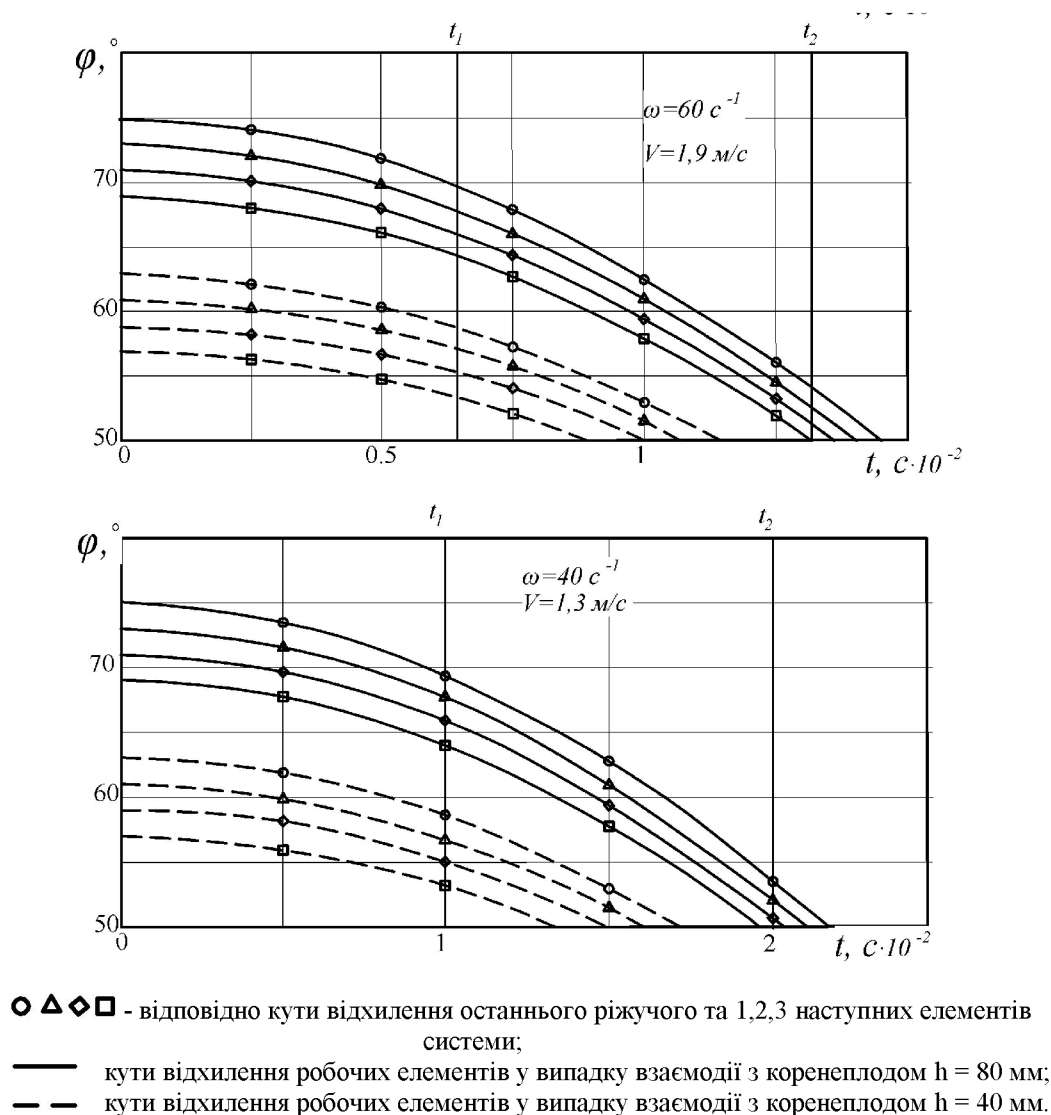 t₁ t₂
φ, °
ω=60 с⁻¹
V=1,9 м/с
70
60
50
0 0.5 1 t, с·10⁻²
t₁ t₂
φ, °
ω=40 с⁻¹
V=1,3 м/с
70
60
50
0 1 2 t, с·10⁻²
- відповідно кути відхилення останнього ріжучого та 1,2,3 наступних елементів
системи;
кути відхилення робочих елементів у випадку взаємодії з коренеплодом h = 80 мм;
кути відхилення робочих елементів у випадку взаємодії з коренеплодом h = 40 мм.